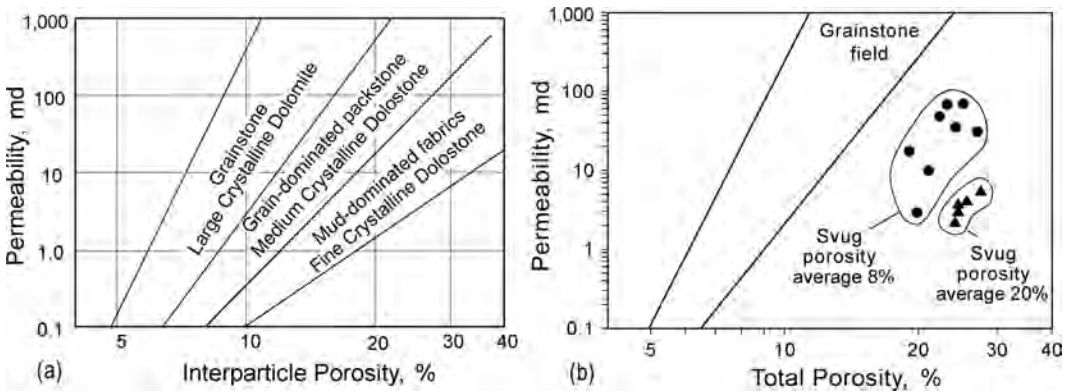 1,000
100
10
1.0
0.1
Permeability, md
Grainstone
Large Crystalline Dolomite
Grain-dominated packstone
Medium Crystalline Dolostone
Mud-dominated fabrics
Fine Crystalline Dolostone
5
10
20
30
40
(a)
Interparticle Porosity, %
1,000
100
10
1
0.1
Permeability, md
Grainstone
field
Svug
porosity
average 8%
Svug
porosity
average 20%
5
10
20
30
40
(b)
Total Porosity, %